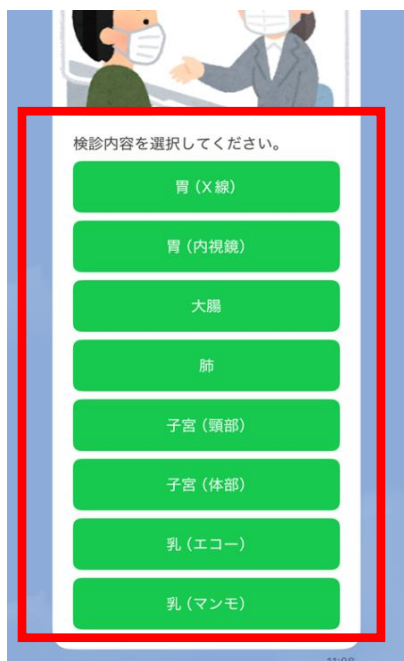 検診内容を選択してください。
胃（X線）
胃（内視鏡）
大腸
肺
子宮（頸部）
子宮（体部）
乳（エコー）
乳（マンモ）